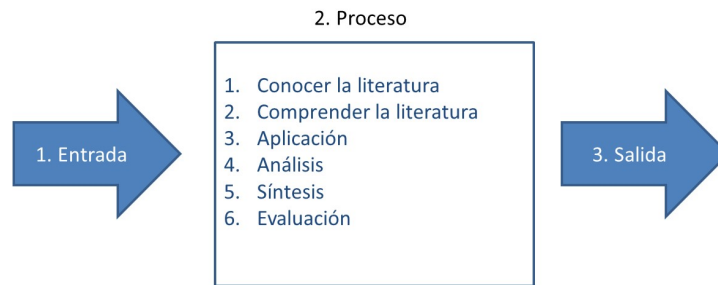 2. Proceso
1. Entrada
1. Conocer la literatura
2. Comprender la literatura
3. Aplicación
4. Análisis
5. Síntesis
6. Evaluación
3. Salida